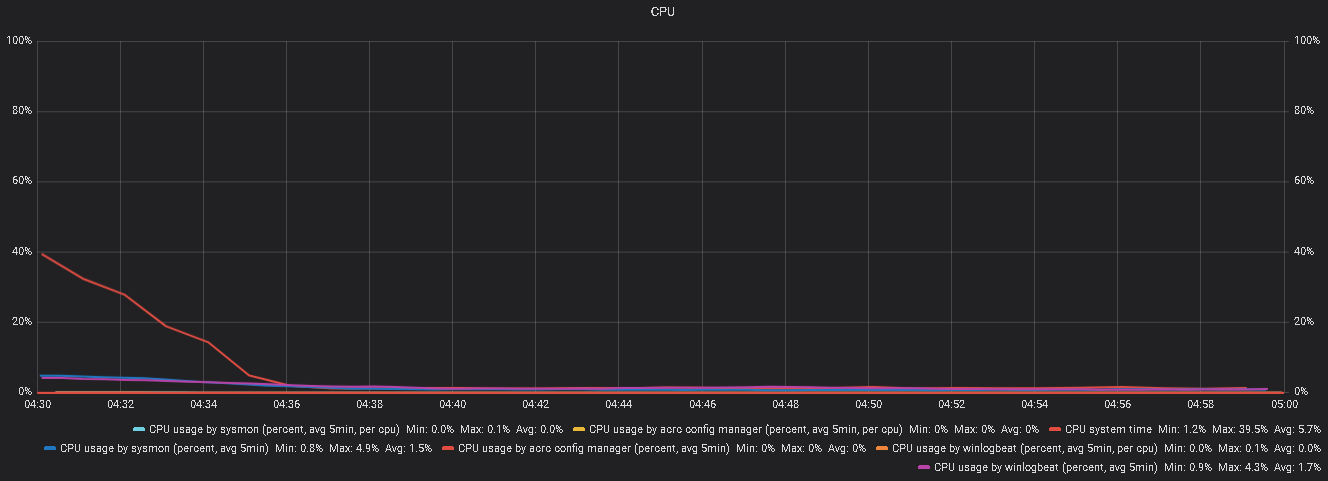 CPU
100% 100%
80% 80%
60% 60%
40% 40%
20% 20%
0% 0%
04:30 04:32 04:34 04:36 04:38 04:40 04:42 04:44 04:46 04:48 04:50 04:52 04:54 04:56 04:58 05:00
CPU usage by sysmon (percent, avg 5min, per cpu) Min: 0.0% Max: 0.1% Avg: 0.0% CPU usage by acrc config manager (percent, avg 5min, per cpu) Min: 0% Max: 0% Avg: 0% CPU system time Min: 1.2% Max: 39.5% Avg: 5.7%
CPU usage by sysmon (percent, avg 5min) Min: 0.8% Max: 4.9% Avg: 1.5% CPU usage by acrc config manager (percent, avg 5min) Min: 0% Max: 0% Avg: 0% CPU usage by winlogbeat (percent, avg 5min, per cpu) Min: 0.0% Max: 0.1% Avg: 0.0%
CPU usage by winlogbeat (percent, avg 5min) Min: 0.9% Max: 4.3% Avg: 1.7%